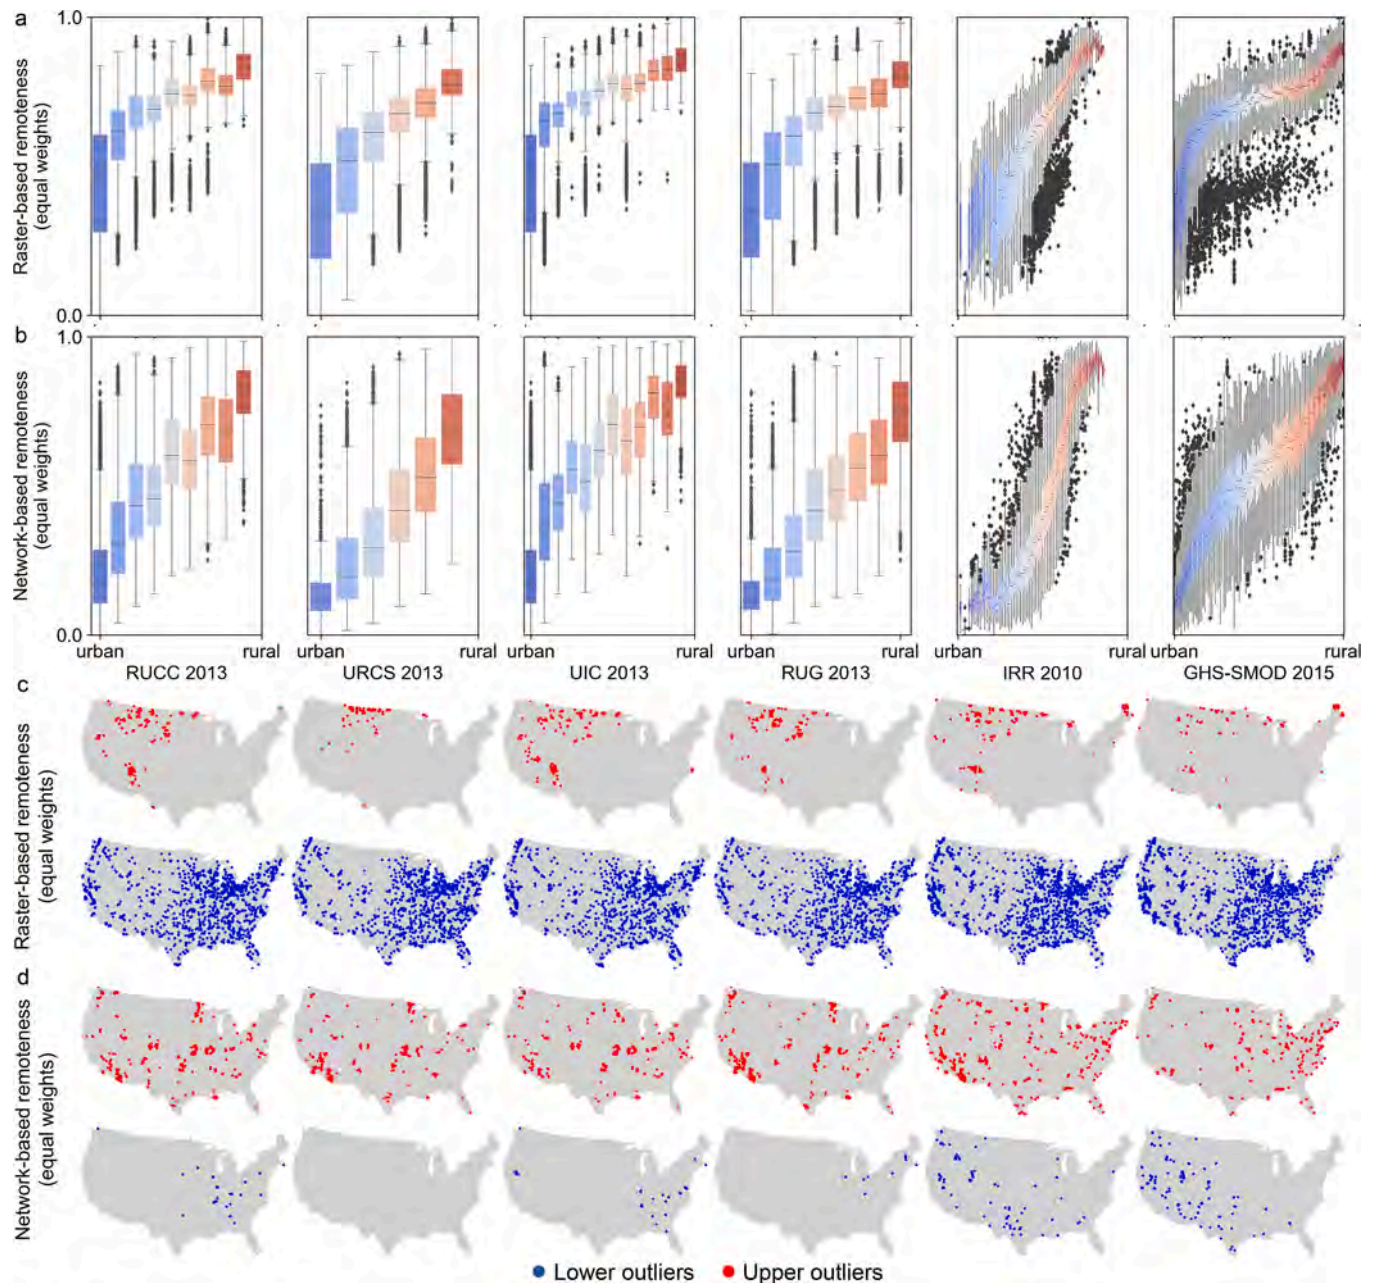 a
1.0
Raster-based remoteness
(equal weights)
0.0
b
1.0
Network-based remoteness
(equal weights)
0.0
urban rural urban rural urban rural urban rural urban rural urban rural
RUCC 2013 URCS 2013 UIC 2013 RUG 2013 IRR 2010 GHS-SMOD 2015
c
Raster-based remoteness
(equal weights)
d
Network-based remoteness
(equal weights)
Lower outliers Upper outliers